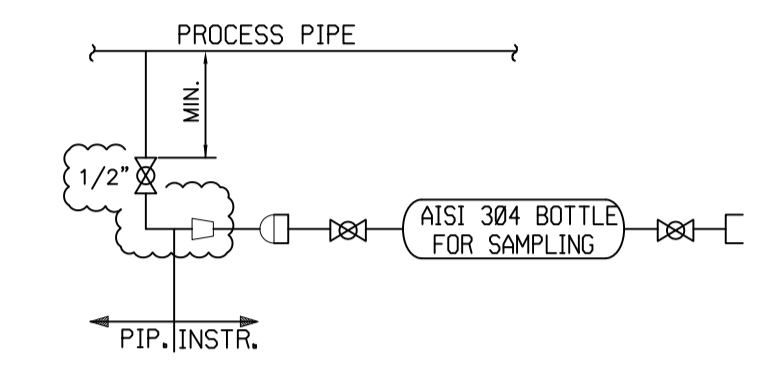 PROCESS PIPE
MIN.
1/2"
AISI 304 BOTTLE
FOR SAMPLING
PIP. INSTR.